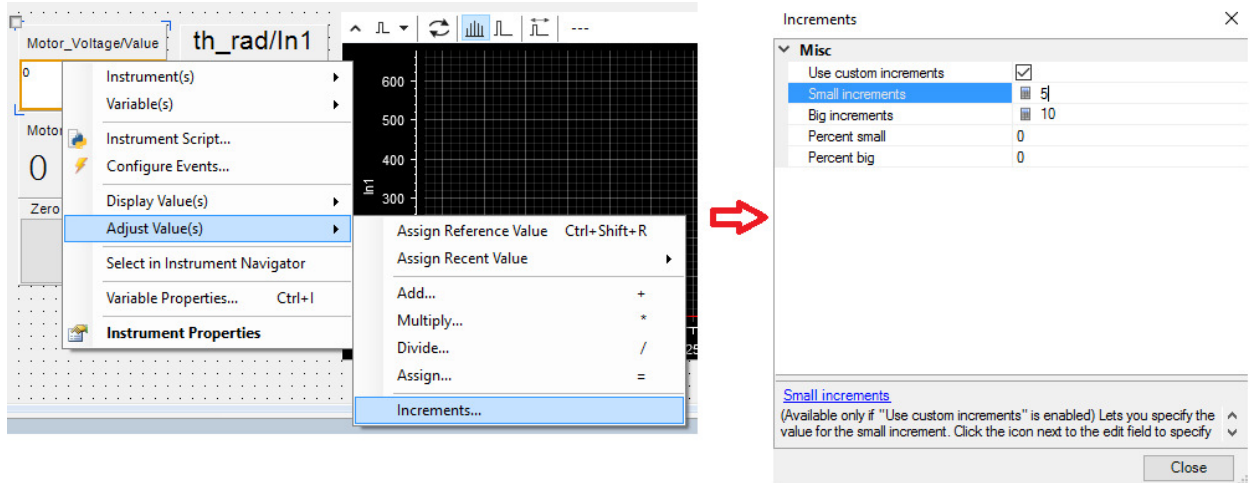 Motor_Voltage/Value
th_rad/In1
---
0
Motor
0
Zero
Instrument(s)
Variable(s)
Instrument Script...
Configure Events...
Display Value(s)
Adjust Value(s)
Select in Instrument Navigator
Variable Properties... Ctrl+I
Instrument Properties
600
500
400
300
In1
25
Assign Reference Value Ctrl+Shift+R
Assign Recent Value
Add... +
Multiply... *
Divide... /
Assign... =
Increments...
Increments
Misc
Use custom increments
Small increments 5
Big increments 10
Percent small 0
Percent big 0
Small increments
(Available only if "Use custom increments" is enabled) Lets you specify the
value for the small increment. Click the icon next to the edit field to specify
Close